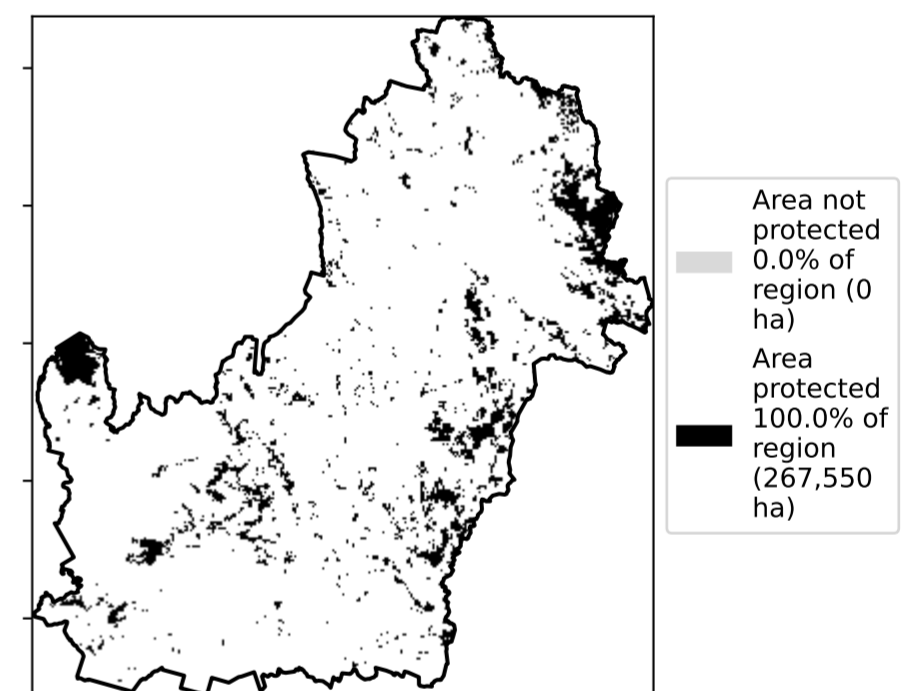 Area not
protected
0.0% of
region (0
ha)
Area
protected
100.0% of
region
(267,550
ha)